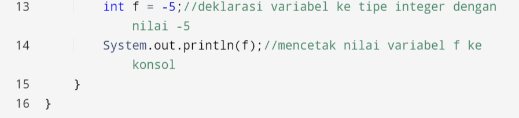 13 int f = -5;//deklarasi variabel ke tipe integer dengan
nilai -5
14 System.out.println(f);//mencetak nilai variabel f ke
konsol
15 }
16 }